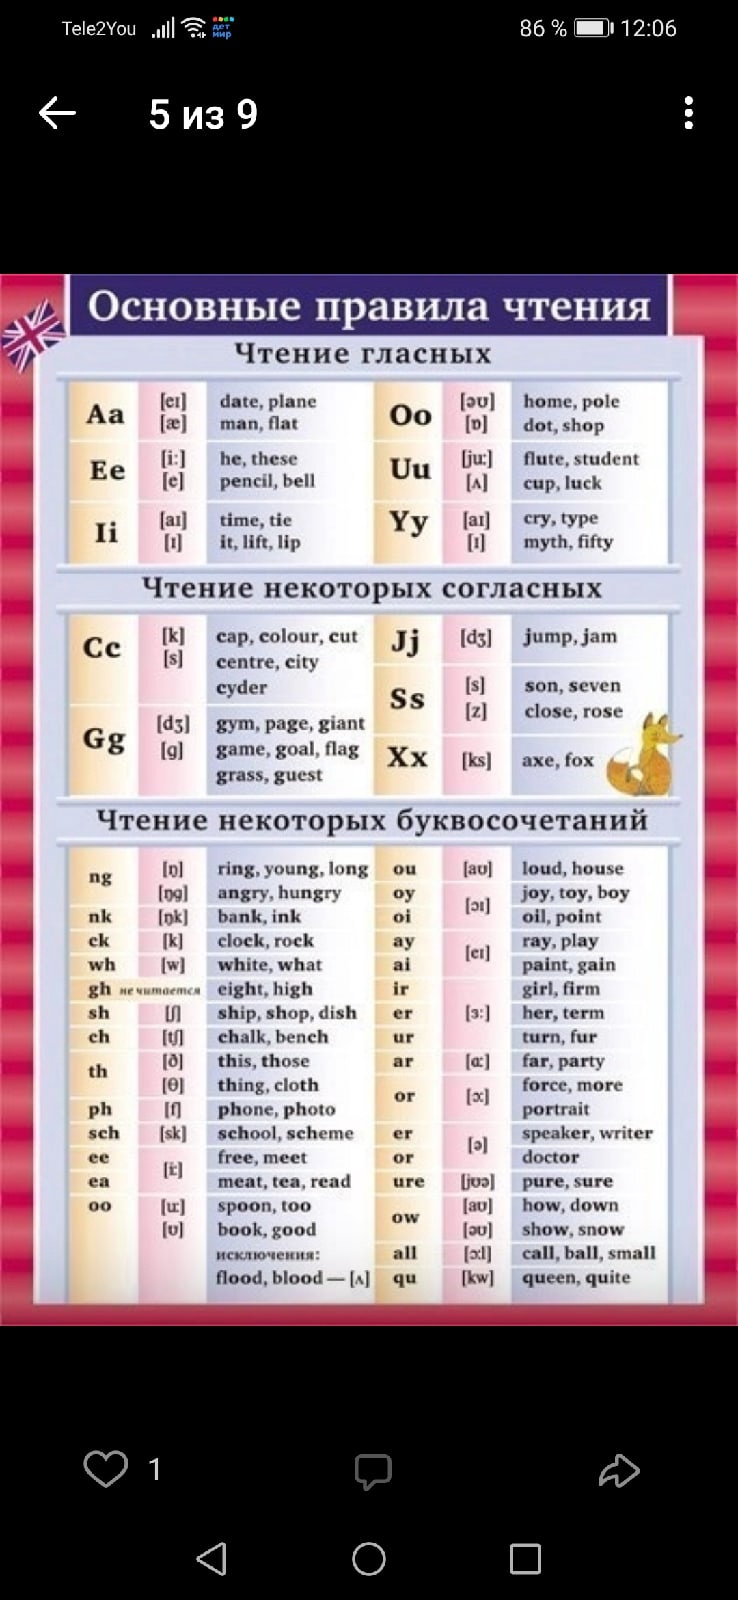 Tele2You
дет
мир
86 % 12:06
5 из 9
Основные правила чтения
Чтение гласных
Aa [eɪ] date, plane
[æ] man, flat
Ee [i:] he, these
[e] pencil, bell
Ii [aɪ] time, tie
[ɪ] it, lift, lip
Oo [əʊ] home, pole
[ɒ] dot, shop
Uu [ju:] flute, student
[ʌ] cup, luck
Yy [aɪ] cry, type
[ɪ] myth, fifty
Чтение некоторых согласных
Cc [k] cap, colour, cut
[s] centre, city
cyder
Gg [dʒ] gym, page, giant
[g] game, goal, flag
grass, guest
Jj [dʒ] jump, jam
Ss [s] son, seven
[z] close, rose
Xx [ks] axe, fox
Чтение некоторых буквосочетаний
ng [ŋ] ring, young, long
[ŋg] angry, hungry
nk [ŋk] bank, ink
ck [k] clock, rock
wh [w] white, what
gh не читается eight, high
sh [ʃ] ship, shop, dish
ch [tʃ] chalk, bench
th [ð] this, those
[θ] thing, cloth
ph [f] phone, photo
sch [sk] school, scheme
ee [i:] free, meet
ea meat, tea, read
oo [u:] spoon, too
[ʊ] book, good
исключения:
flood, blood — [ʌ]
ou [aʊ] loud, house
oy [ɔɪ] joy, toy, boy
oi oil, point
ay [eɪ] ray, play
ai paint, gain
ir [ɜ:] girl, firm
er her, term
ur turn, fur
ar [ɑ:] far, party
or [ɔ:] force, more
portrait
er [ə] speaker, writer
or doctor
ure [jʊə] pure, sure
ow [aʊ] how, down
[əʊ] show, snow
all [ɔ:l] call, ball, small
qu [kw] queen, quite
1